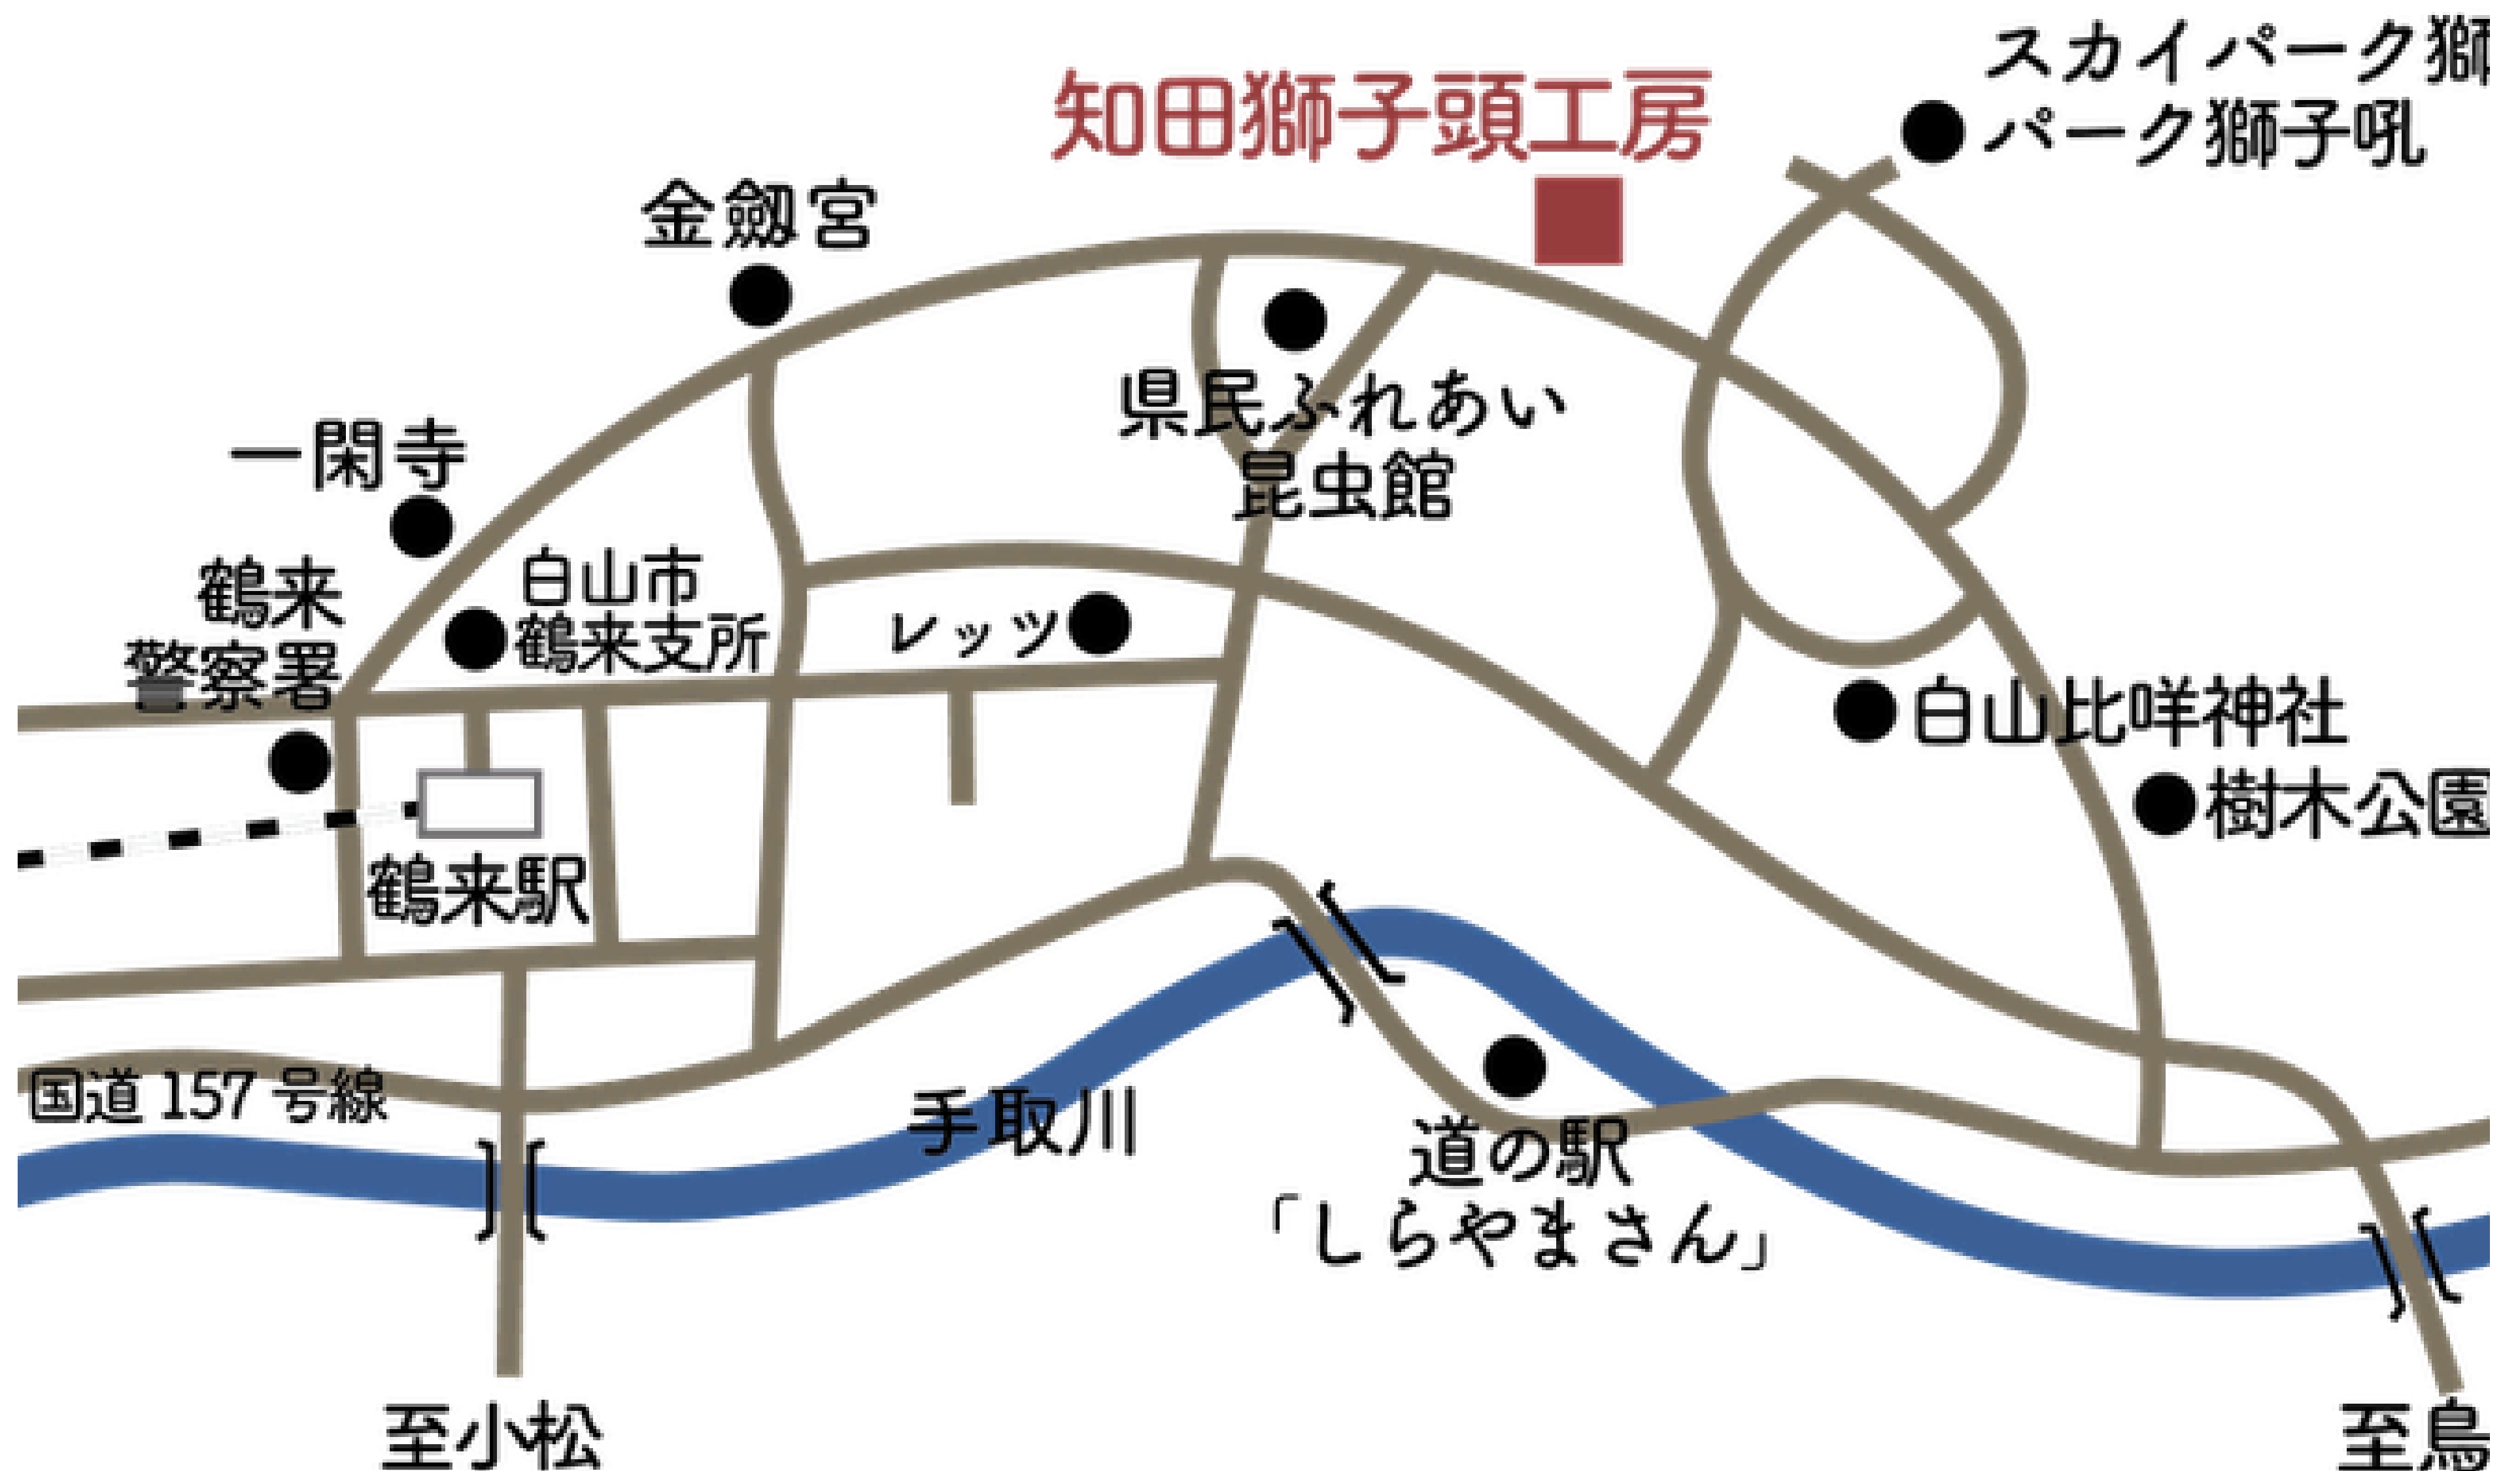 スカイパーク獅
パーク獅子吼
知田獅子頭工房
金劔宮
県民ふれあい
昆虫館
一閑寺
鶴来
警察署
白山市
鶴来支所
レッツ
白山比咩神社
樹木公園
鶴来駅
国道157号線
手取川
道の駅
「しらやまさん」
至小松
至鳥